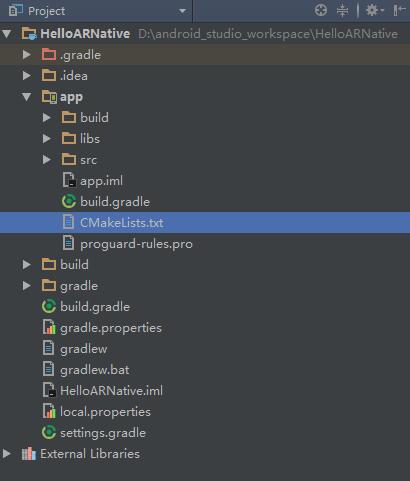 Project
HelloARNative D:\android_studio_workspace\HelloARNative
.gradle
.idea
app
build
libs
src
app.iml
build.gradle
CMakeLists.txt
proguard-rules.pro
build
gradle
build.gradle
gradle.properties
gradlew
gradlew.bat
HelloARNative.iml
local.properties
settings.gradle
External Libraries